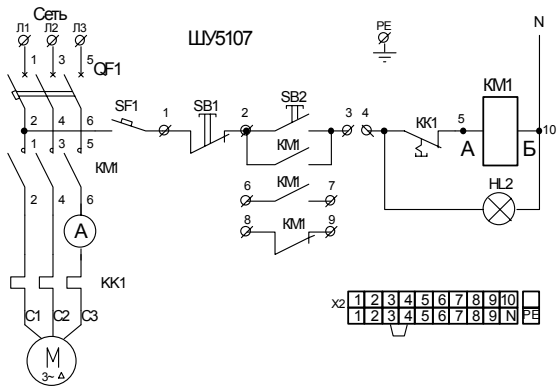 Сеть
Л1 Л2 Л3
ШУ5107
PE
N
1 3 5
QF1
SF1
1
SB1
2
SB2
3 4
KK1
5
KM1
10
2 4 6
А
Б
1 3 5
KM1
KM1
2 4 6
6
KM1
7
HL2
A
8
KM1
9
KK1
X2
1 2 3 4 5 6 7 8 9 10
1 2 3 4 5 6 7 8 9 N PE
C1 C2 C3
M
3~ Δ